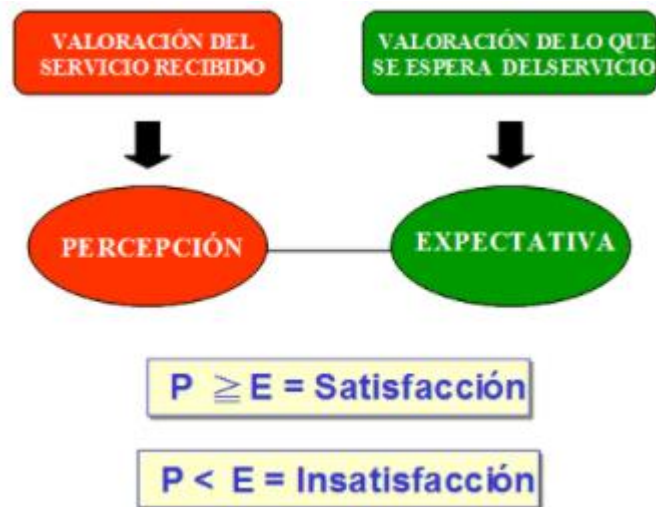 VALORACIÓN DEL
SERVICIO RECIBIDO
VALORACIÓN DE LO QUE
SE ESPERA DELSERVICIO
PERCEPCIÓN
EXPECTATIVA
P ≧ E = Satisfacción
P < E = Insatisfacción